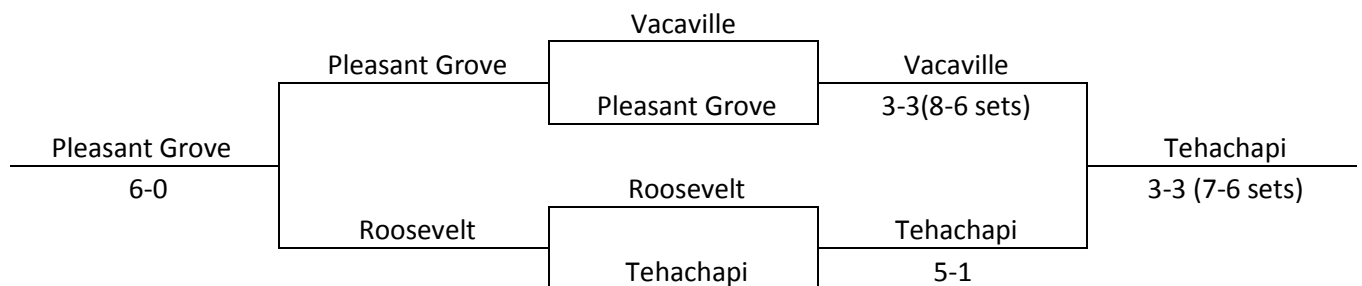 Vacaville
Pleasant Grove
Vacaville
Pleasant Grove
3-3(8-6 sets)
Pleasant Grove
Tehachapi
6-0
Roosevelt
3-3 (7-6 sets)
Roosevelt
Tehachapi
Tehachapi
5-1